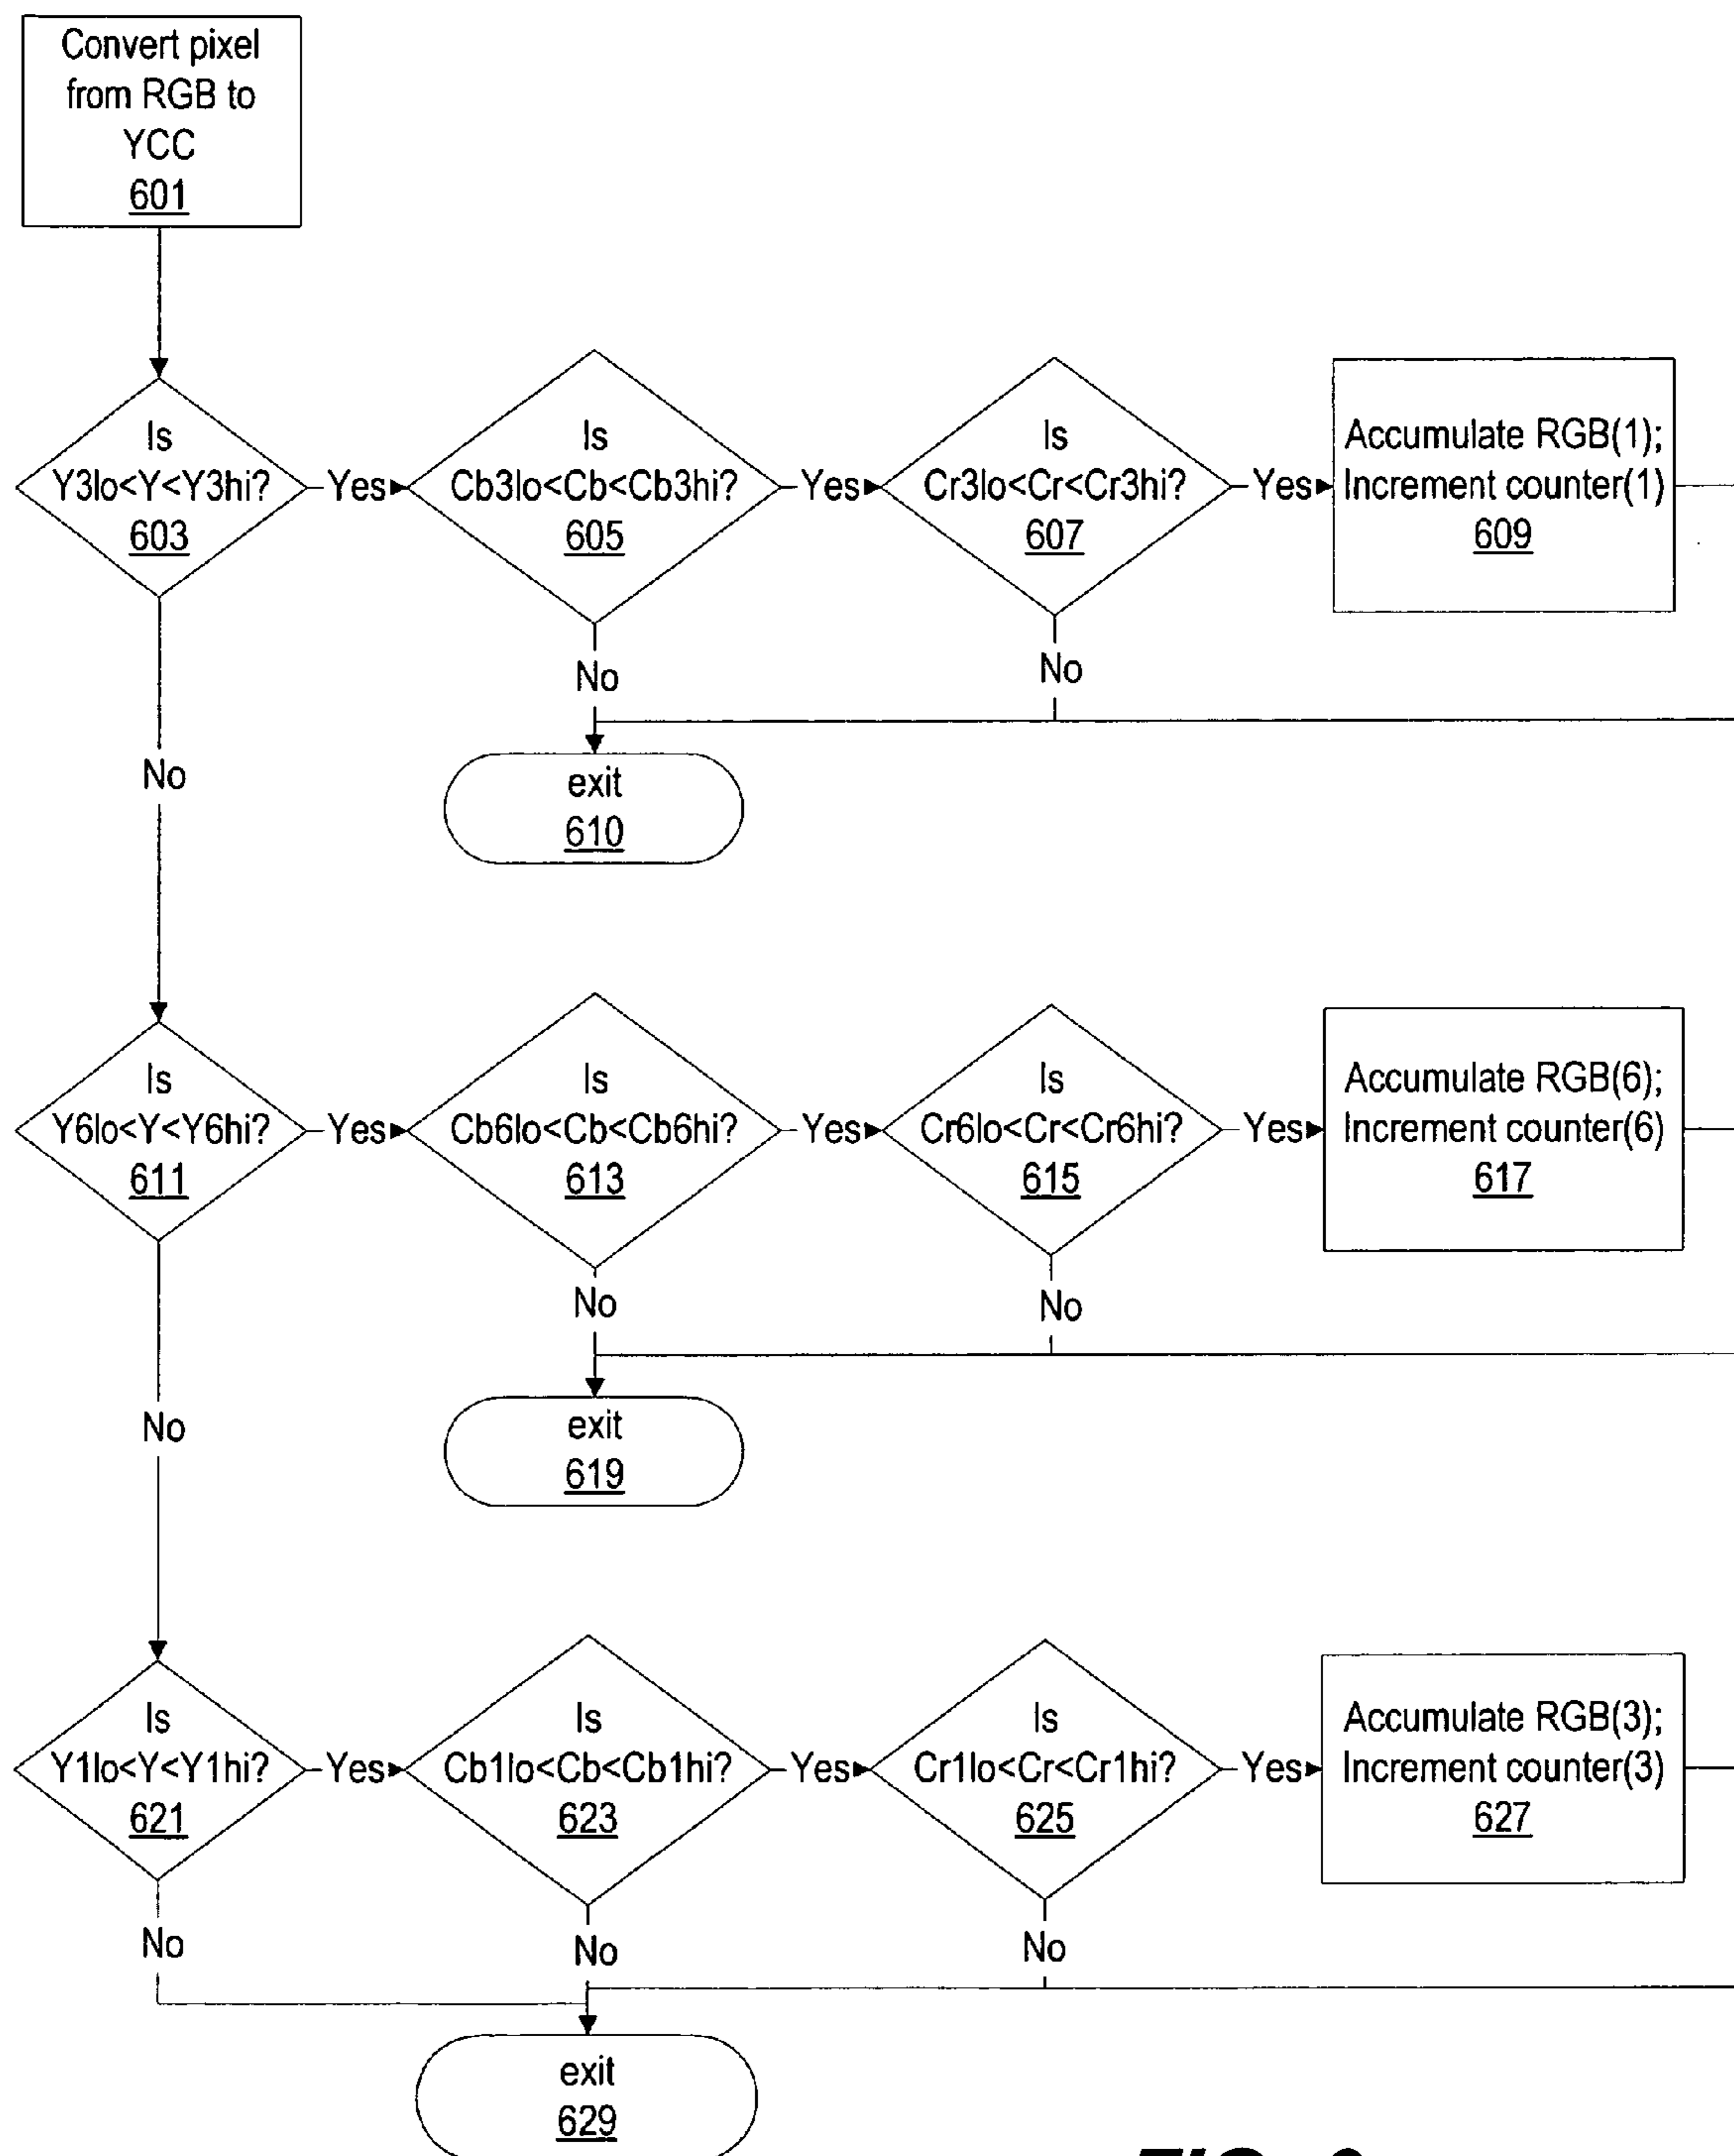 Convert pixel
from RGB to
YCC
601
Is
Y3lo<Y<Y3hi?
603
Yes
Is
Cb3lo<Cb<Cb3hi?
605
Yes
Is
Cr3lo<Cr<Cr3hi?
607
Yes
Accumulate RGB(1);
Increment counter(1)
609
No
No
No
exit
610
Is
Y6lo<Y<Y6hi?
611
Yes
Is
Cb6lo<Cb<Cb6hi?
613
Yes
Is
Cr6lo<Cr<Cr6hi?
615
Yes
Accumulate RGB(6);
Increment counter(6)
617
No
No
No
exit
619
Is
Y1lo<Y<Y1hi?
621
Yes
Is
Cb1lo<Cb<Cb1hi?
623
Yes
Is
Cr1lo<Cr<Cr1hi?
625
Yes
Accumulate RGB(3);
Increment counter(3)
627
No
No
No
exit
629